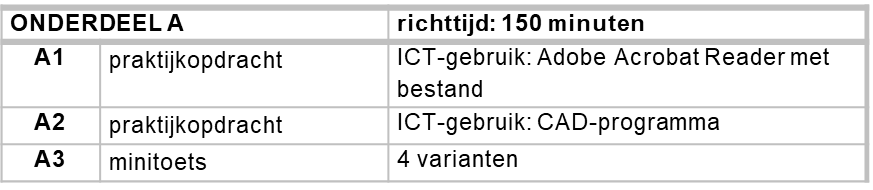 ONDERDEEL A richttijd: 150 minuten
A1 praktijkopdracht ICT-gebruik: Adobe Acrobat Reader met
bestand
A2 praktijkopdracht ICT-gebruik: CAD-programma
A3 minitoets 4 varianten